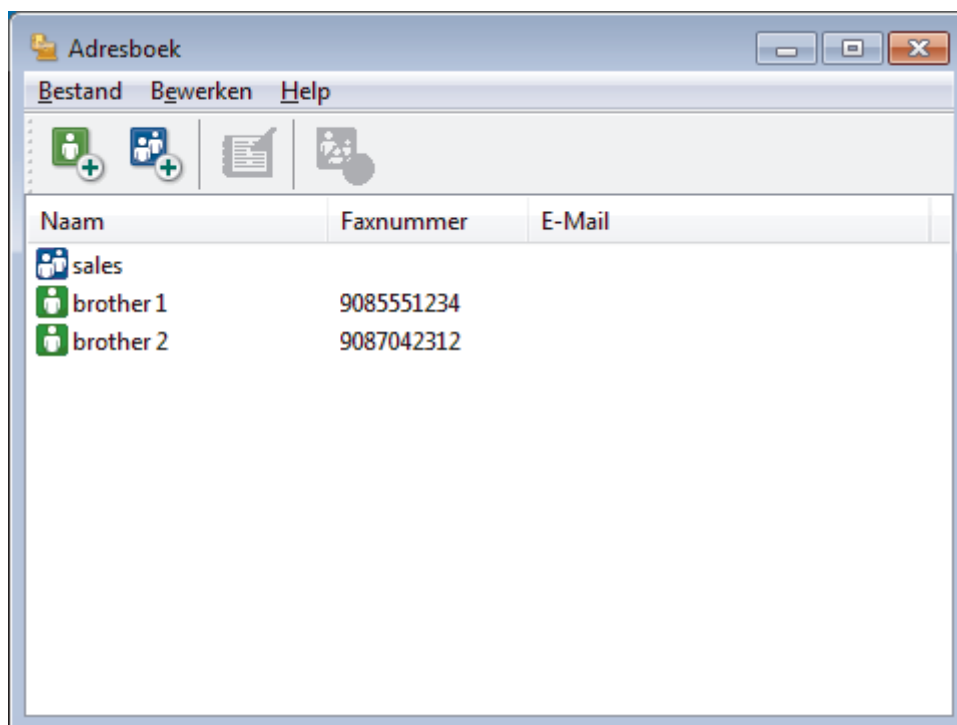 Adresboek
Bestand Bewerken Help
Naam Faxnummer E-Mail
sales
brother 1 9085551234
brother 2 9087042312